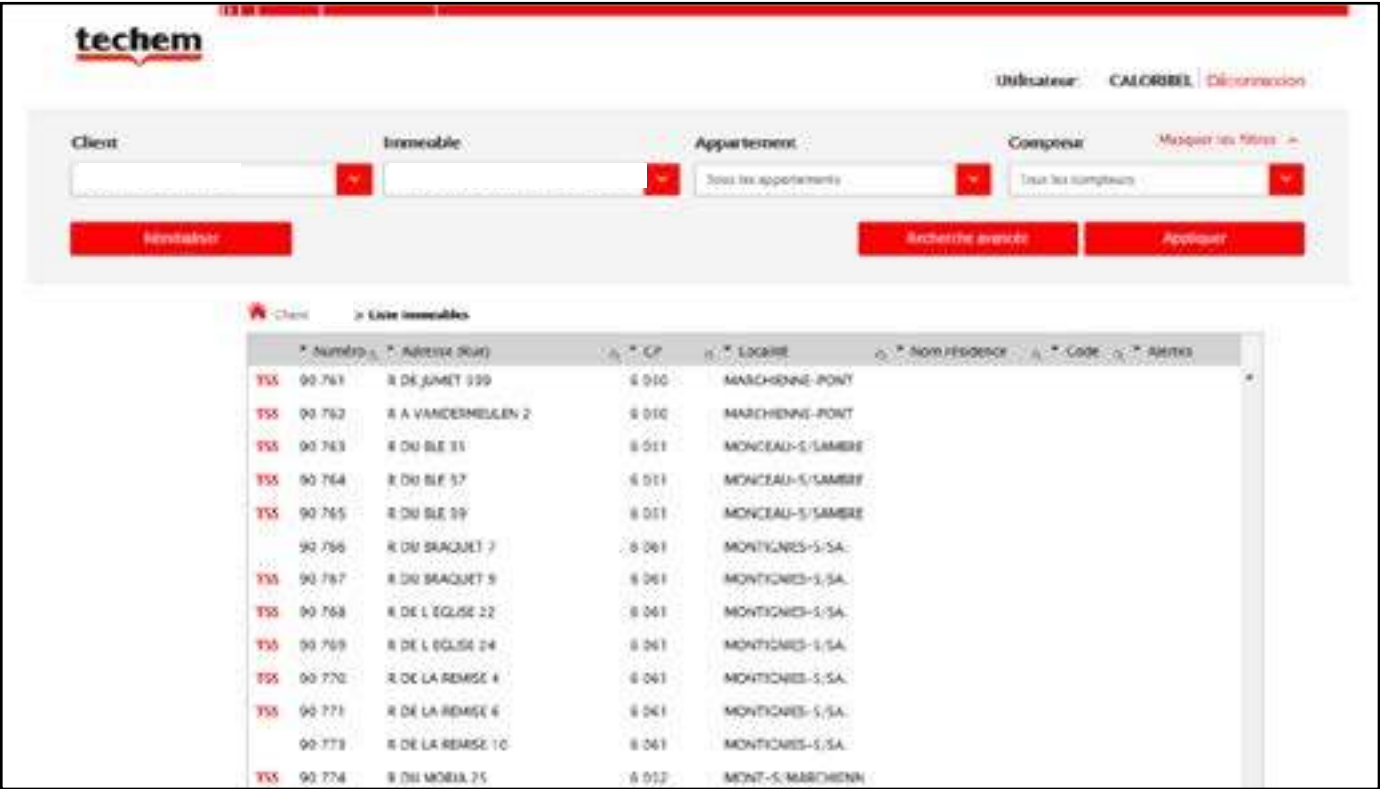 techem
Utilisateur: CALORIBEL Déconnexion
Client Immeuble Appartement Compteur Masquer les filtres
Tous les appartements Tous les compteurs
Réinitialiser Recherche avancée Appliquer
Client > Liste immeubles
Numéro Adresse (Rue) CP Localité Nom résidence Code Alertes
TSS 90 761 R DE JUMET 6 030 MARCHIENNE-PONT
TSS 90 762 R A VANDERMEULEN 2 6 030 MARCHIENNE-PONT
TSS 90 763 R DU BLE 6 031 MONCEAU-S/SAMBRE
TSS 90 764 R DU BLE 57 6 031 MONCEAU-S/SAMBRE
TSS 90 765 R DU BLE 59 6 031 MONCEAU-S/SAMBRE
90 766 R DU BRAQUET 7 6 061 MONTIGNIES-S/SA.
TSS 90 767 R DU BRAQUET 9 6 061 MONTIGNIES-S/SA.
TSS 90 768 R DE L EGLISE 22 6 061 MONTIGNIES-S/SA.
TSS 90 769 R DE L EGLISE 24 6 061 MONTIGNIES-S/SA.
TSS 90 770 R DE LA REMISE 4 6 061 MONTIGNIES-S/SA.
TSS 90 771 R DE LA REMISE 6 6 061 MONTIGNIES-S/SA.
90 773 R DE LA REMISE 10 6 061 MONTIGNIES-S/SA.
TSS 90 774 R DU MORIA 25 6 032 MONT-S/MARCHIENN